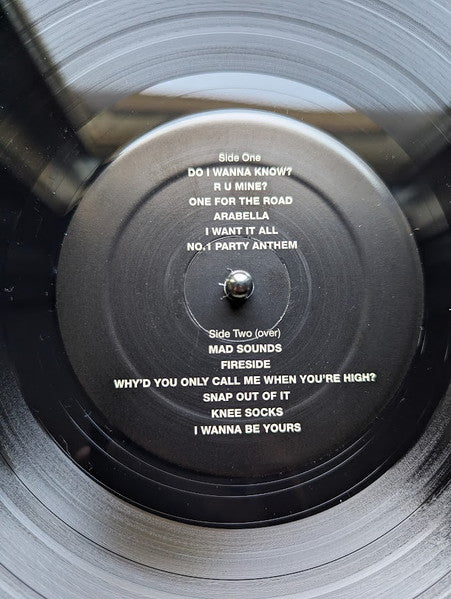 Side One
DO I WANNA KNOW?
R U MINE?
ONE FOR THE ROAD
ARABELLA
I WANT IT ALL
NO.1 PARTY ANTHEM
Side Two (over)
MAD SOUNDS
FIRESIDE
WHY'D YOU ONLY CALL ME WHEN YOU'RE HIGH?
SNAP OUT OF IT
KNEE SOCKS
I WANNA BE YOURS